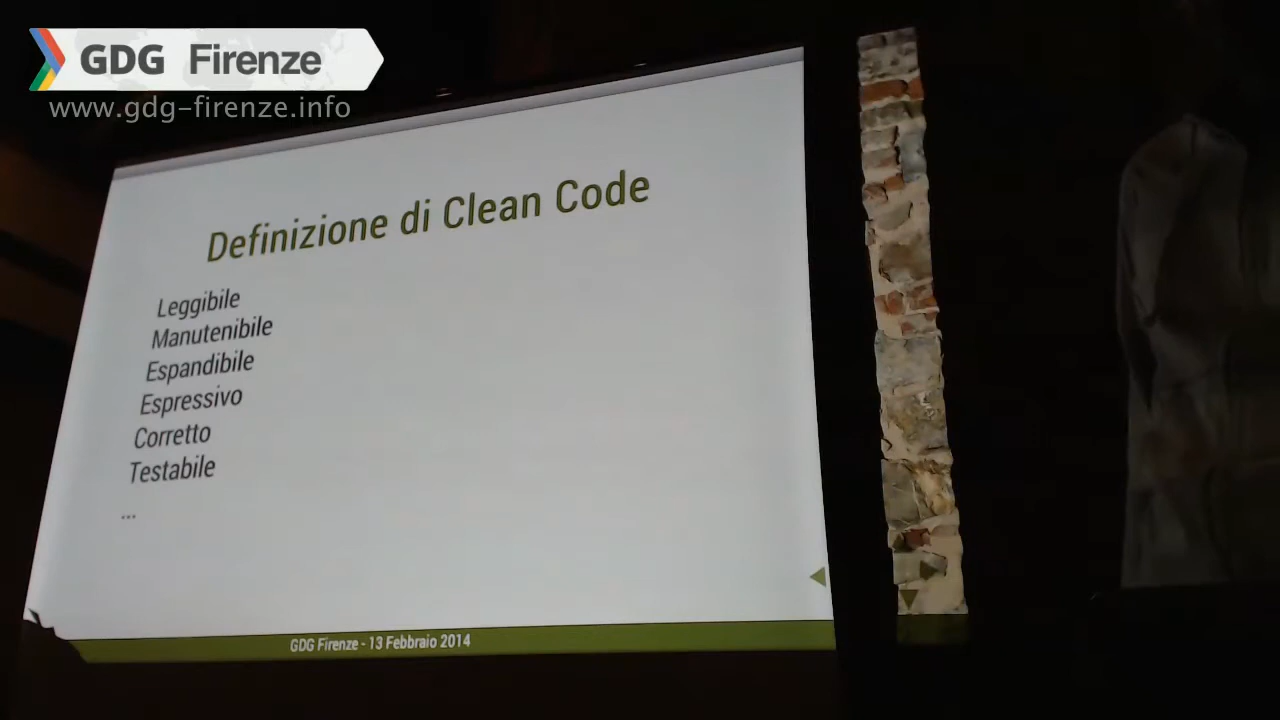 GDG Firenze
www.gdg-firenze.info
Definizione di Clean Code
Leggibile
Manutenibile
Espandibile
Espressivo
Corretto
Testabile
...
GDG Firenze - 13 Febbraio 2014